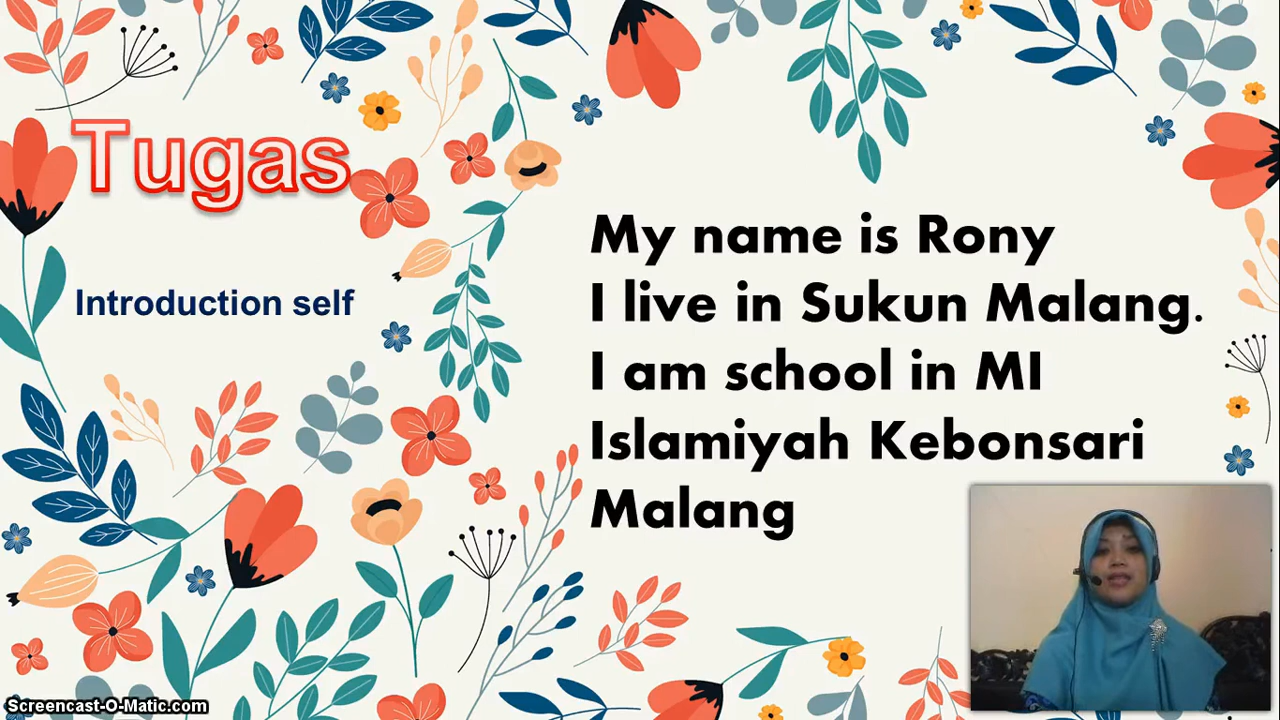 Tugas
Introduction self
My name is Rony
I live in Sukun Malang.
I am school in MI
Islamiyah Kebonsari
Malang
Screencast-O-Matic.com